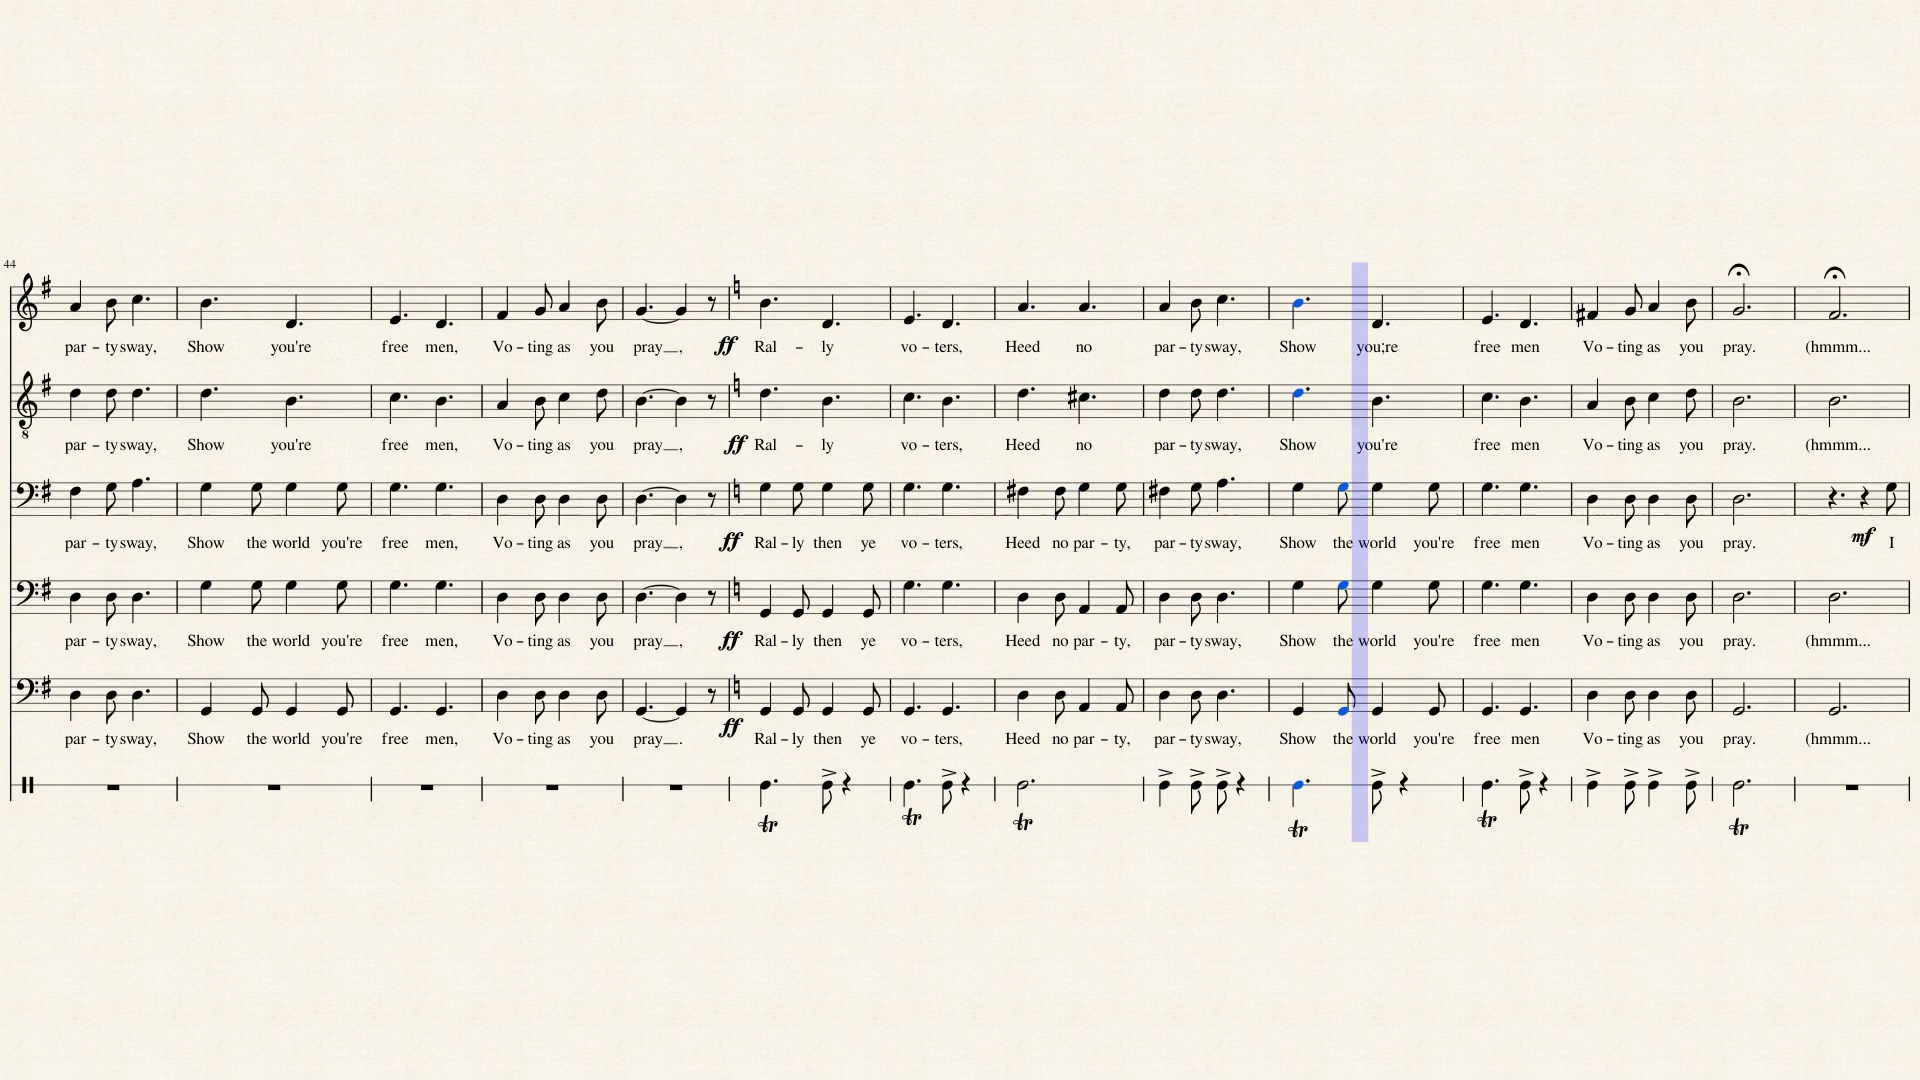 44
par – ty sway, Show you're free men, Vo – ting as you pray__, ff Ral – ly vo – ters, Heed no par – ty sway, Show you;re free men Vo – ting as you pray. (hmmm...
8
par – ty sway, Show you're free men, Vo – ting as you pray__, ff Ral – ly vo – ters, Heed no par – ty sway, Show you're free men Vo – ting as you pray. (hmmm...
par – ty sway, Show the world you're free men, Vo – ting as you pray__, ff Ral – ly then ye vo – ters, Heed no par – ty, par – ty sway, Show the world you're free men Vo – ting as you pray. mf I
par – ty sway, Show the world you're free men, Vo – ting as you pray__, ff Ral – ly then ye vo – ters, Heed no par – ty, par – ty sway, Show the world you're free men Vo – ting as you pray. (hmmm...
par – ty sway, Show the world you're free men, Vo – ting as you pray__. ff Ral – ly then ye vo – ters, Heed no par – ty, par – ty sway, Show the world you're free men Vo – ting as you pray. (hmmm...
tr tr tr tr tr tr